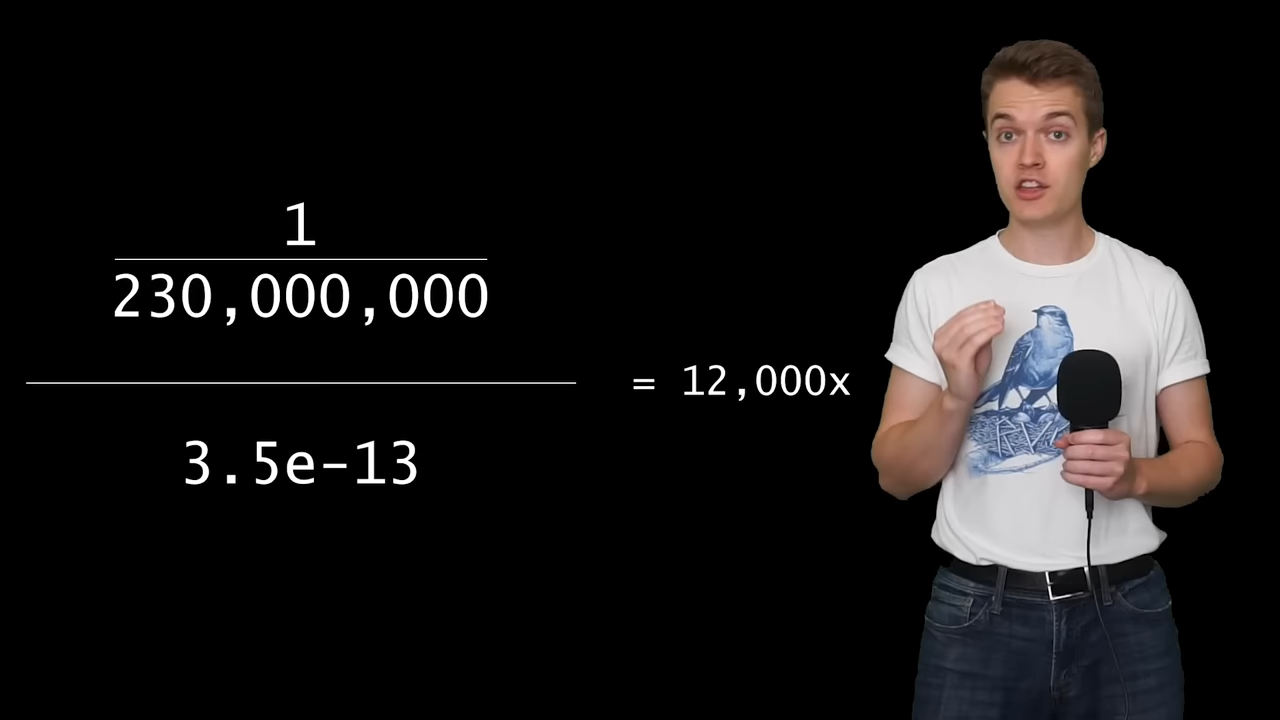 1
230,000,000
3.5e-13
= 12,000x